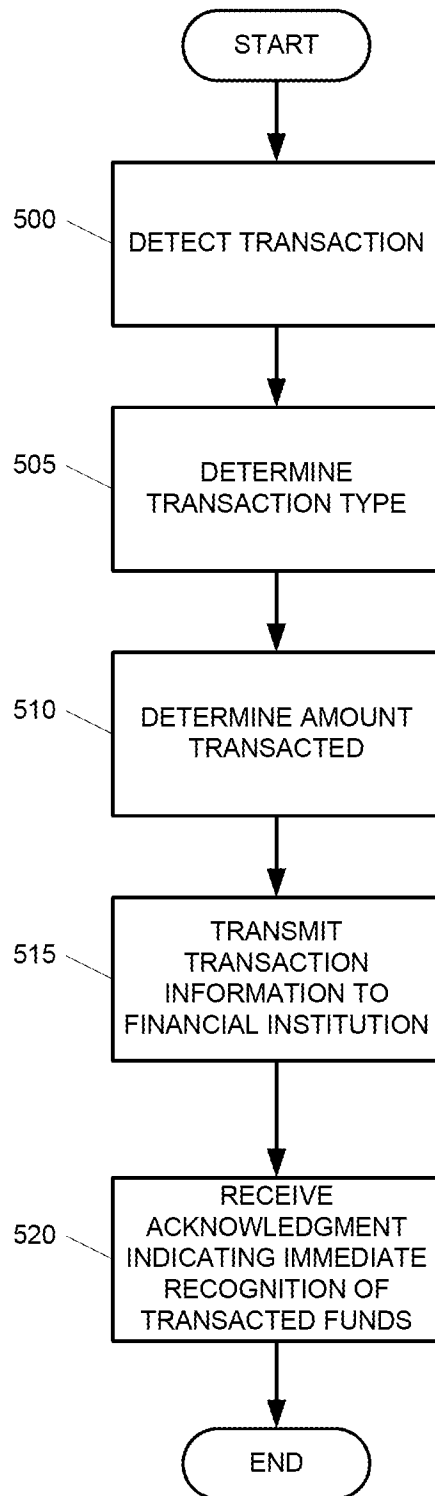 START
500
DETECT TRANSACTION
505
DETERMINE
TRANSACTION TYPE
510
DETERMINE AMOUNT
TRANSACTED
515
TRANSMIT
TRANSACTION
INFORMATION TO
FINANCIAL INSTITUTION
520
RECEIVE
ACKNOWLEDGMENT
INDICATING IMMEDIATE
RECOGNITION OF
TRANSACTED FUNDS
END